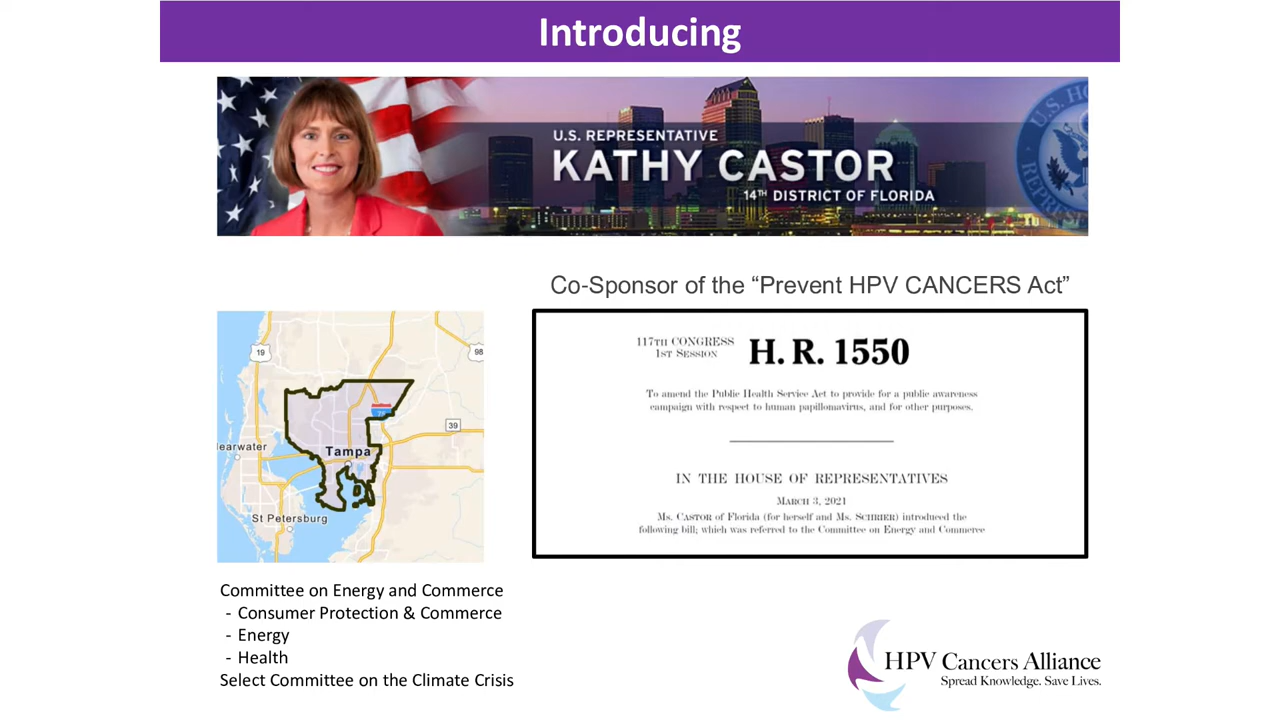 Introducing
U.S. REPRESENTATIVE
KATHY CASTOR
14TH DISTRICT OF FLORIDA
Co-Sponsor of the “Prevent HPV CANCERS Act”
19
98
39
earwater
Tampa
St Petersburg
117TH CONGRESS
1ST SESSION
H. R. 1550
To amend the Public Health Service Act to provide for a public awareness
campaign with respect to human papillomavirus, and for other purposes.
IN THE HOUSE OF REPRESENTATIVES
MARCH 3, 2021
Ms. CASTOR of Florida (for herself and Ms. SCHRIER) introduced the
following bill; which was referred to the Committee on Energy and Commerce
Committee on Energy and Commerce
- Consumer Protection & Commerce
- Energy
- Health
Select Committee on the Climate Crisis
HPV Cancers Alliance
Spread Knowledge. Save Lives.